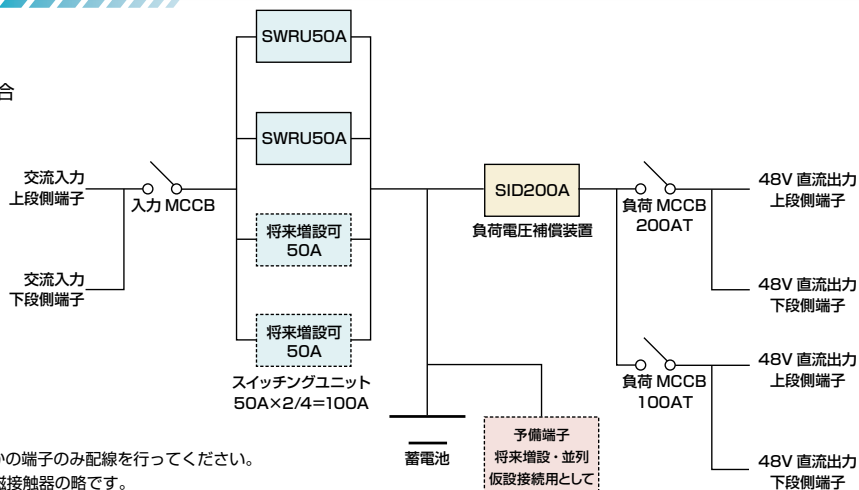 合
SWRU50A
SWRU50A
将来増設可
50A
将来増設可
50A
スイッチングユニット
50A×2/4=100A
交流入力
上段側端子
交流入力
下段側端子
入力 MCCB
SID200A
負荷電圧補償装置
負荷 MCCB
200AT
負荷 MCCB
100AT
48V 直流出力
上段側端子
48V 直流出力
下段側端子
48V 直流出力
上段側端子
48V 直流出力
下段側端子
蓄電池
予備端子
将来増設・並列
仮設接続用として
かの端子のみ配線を行ってください。
磁接触器の略です。